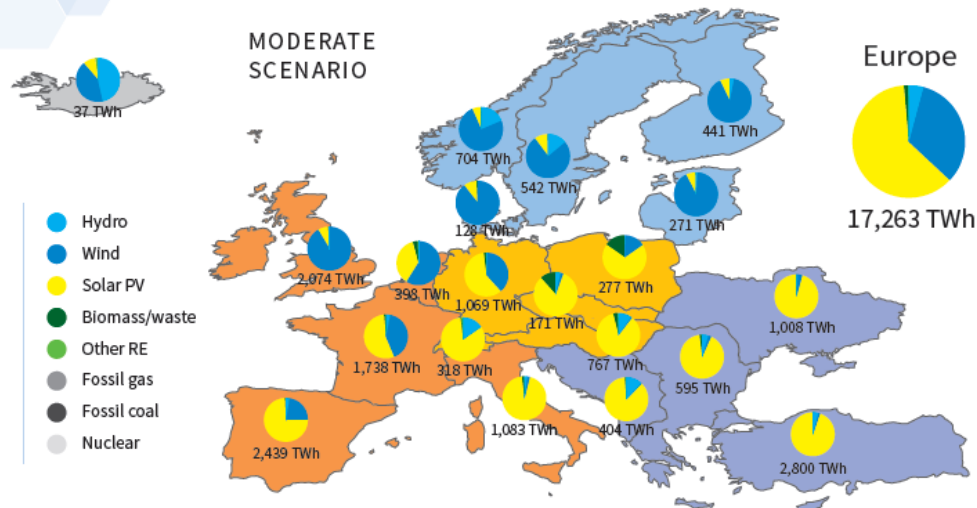 MODERATE
SCENARIO
Europe
17,263 TWh
37 TWh
704 TWh
542 TWh
441 TWh
128 TWh
271 TWh
Hydro
Wind
Solar PV
Biomass/waste
Other RE
Fossil gas
Fossil coal
Nuclear
2,074 TWh
398 TWh
1,069 TWh
277 TWh
171 TWh
1,008 TWh
1,738 TWh
318 TWh
767 TWh
595 TWh
2,439 TWh
1,083 TWh
404 TWh
2,800 TWh